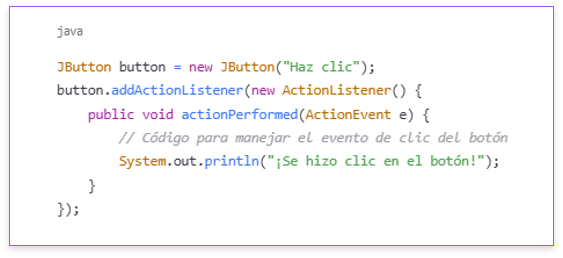 java
JButton button = new JButton("Haz clic");
button.addActionListener(new ActionListener() {
    public void actionPerformed(ActionEvent e) {
        // Código para manejar el evento de clic del botón
        System.out.println("¡Se hizo clic en el botón!");
    }
});